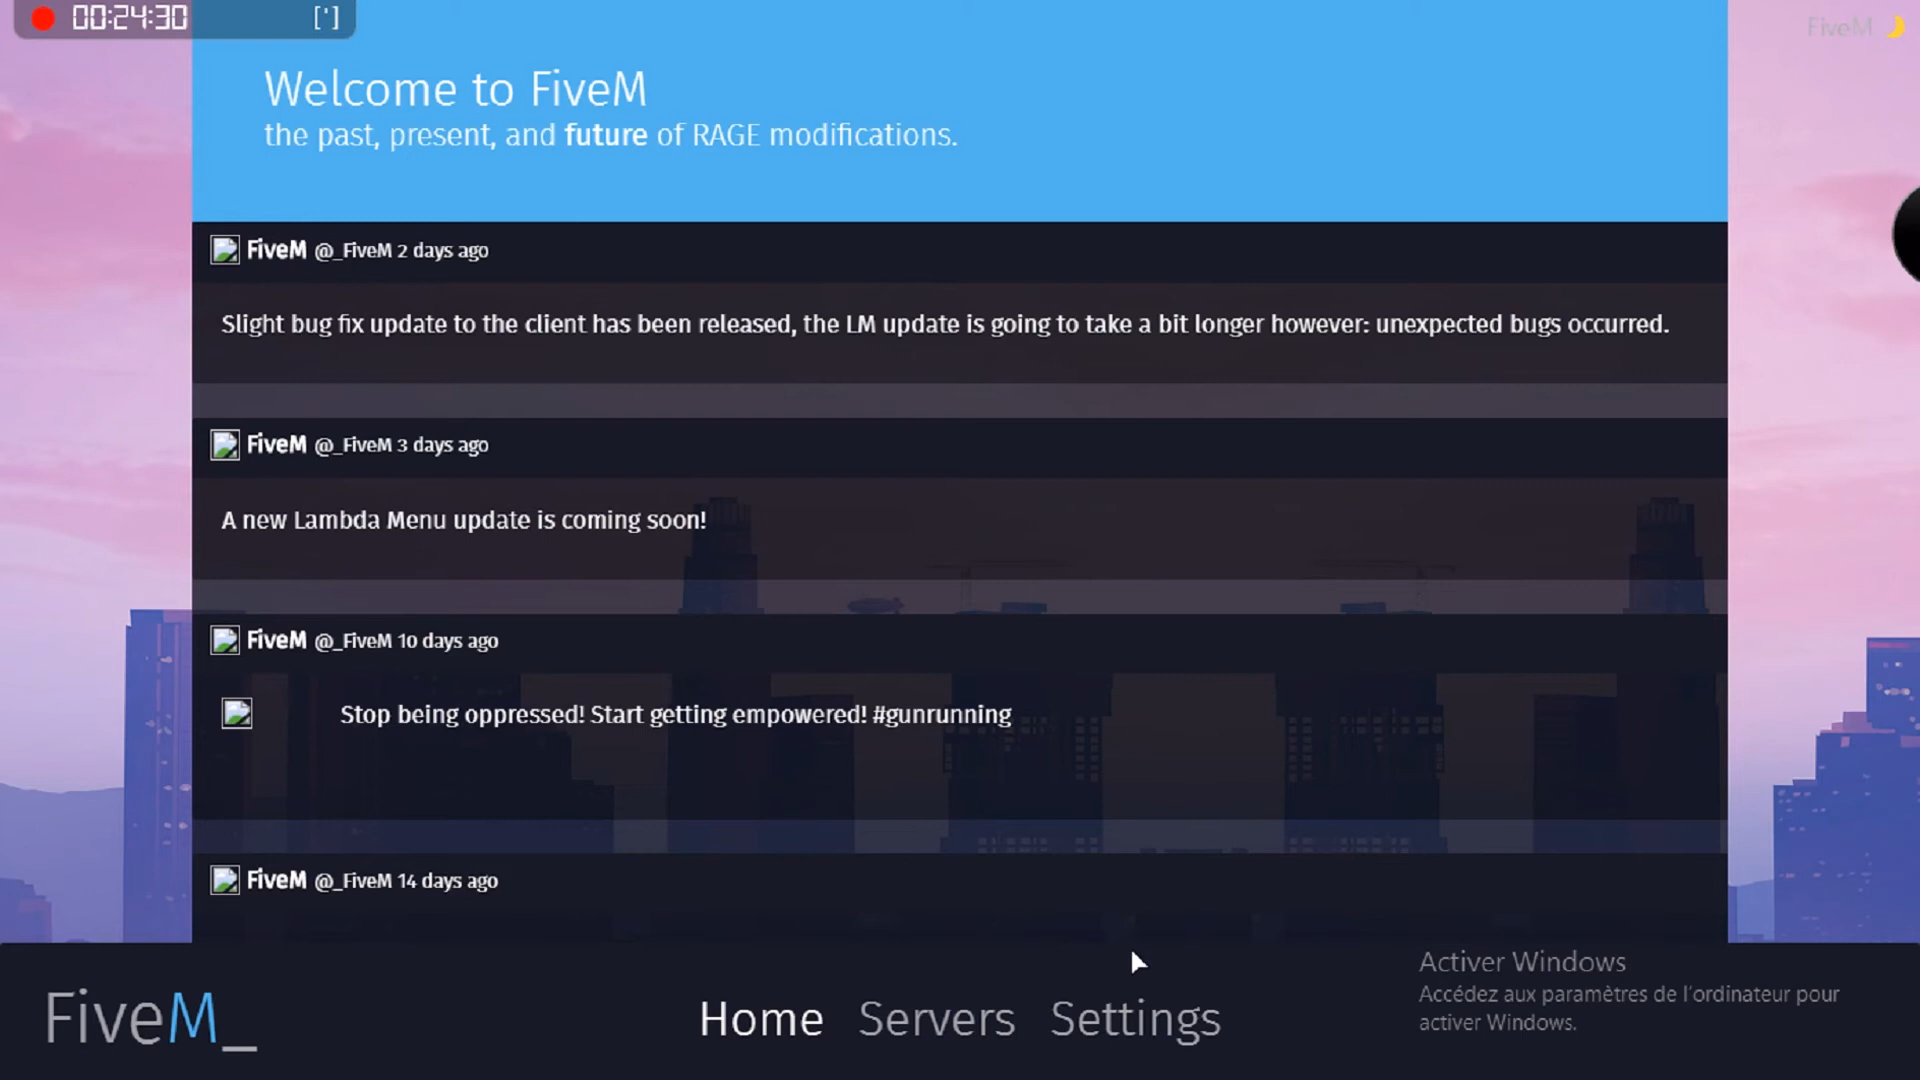 00:24:30 [']
FiveM
Welcome to FiveM
the past, present, and future of RAGE modifications.
FiveM @_FiveM 2 days ago
Slight bug fix update to the client has been released, the LM update is going to take a bit longer however: unexpected bugs occurred.
FiveM @_FiveM 3 days ago
A new Lambda Menu update is coming soon!
FiveM @_FiveM 10 days ago
Stop being oppressed! Start getting empowered! #gunrunning
FiveM @_FiveM 14 days ago
FiveM_
Home Servers Settings
Activer Windows
Accédez aux paramètres de l'ordinateur pour
activer Windows.